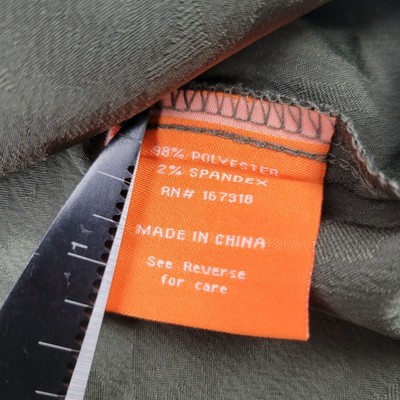 98% POLYESTER
2% SPANDEX
RN# 167318
MADE IN CHINA
See Reverse
for care